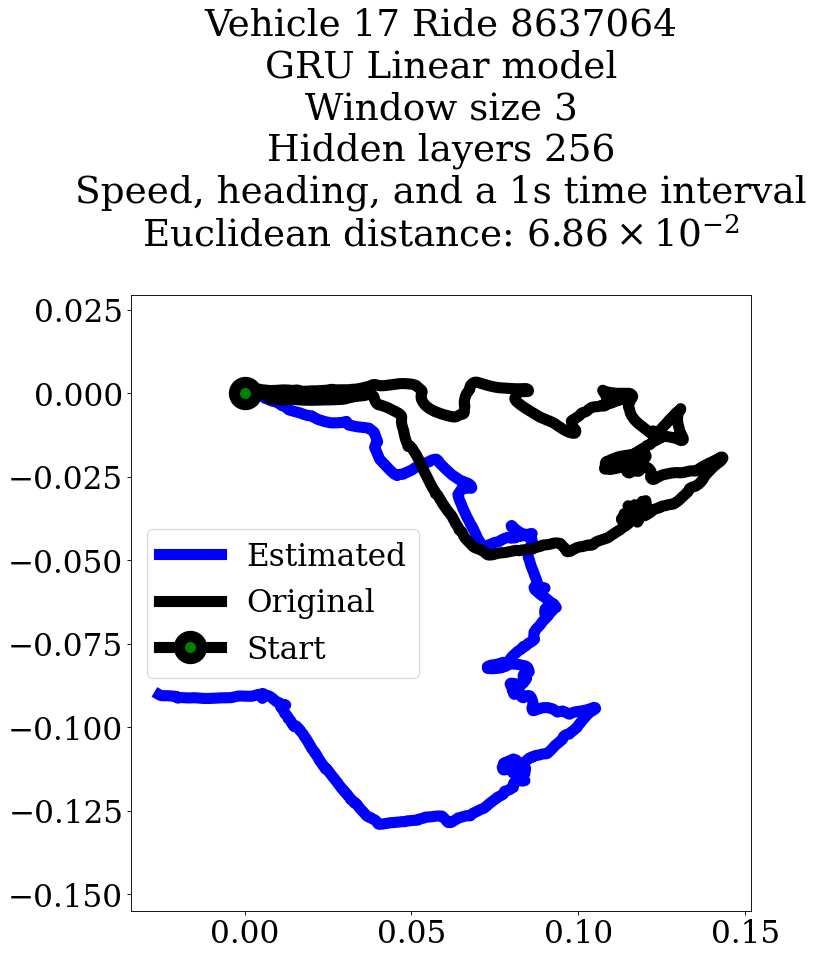 Vehicle 17 Ride 8637064
GRU Linear model
Window size 3
Hidden layers 256
Speed, heading, and a 1s time interval
Euclidean distance: 6.86 × 10⁻²
0.025
0.000
−0.025
−0.050
−0.075
−0.100
−0.125
−0.150
Estimated
Original
Start
0.00 0.05 0.10 0.15